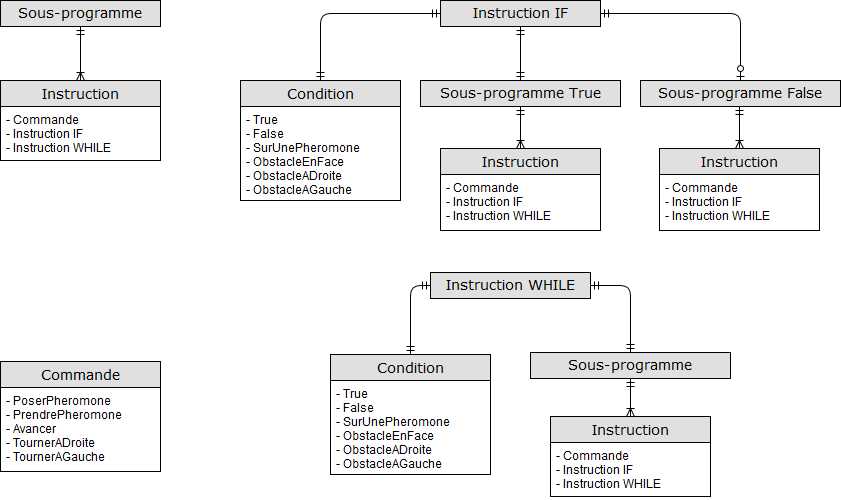 Sous-programme
Instruction
- Commande
- Instruction IF
- Instruction WHILE
Instruction IF
Condition
- True
- False
- SurUnePheromone
- ObstacleEnFace
- ObstacleADroite
- ObstacleAGauche
Sous-programme True
Instruction
- Commande
- Instruction IF
- Instruction WHILE
Sous-programme False
Instruction
- Commande
- Instruction IF
- Instruction WHILE
Instruction WHILE
Condition
- True
- False
- SurUnePheromone
- ObstacleEnFace
- ObstacleADroite
- ObstacleAGauche
Sous-programme
Instruction
- Commande
- Instruction IF
- Instruction WHILE
Commande
- PoserPheromone
- PrendrePheromone
- Avancer
- TournerADroite
- TournerAGauche